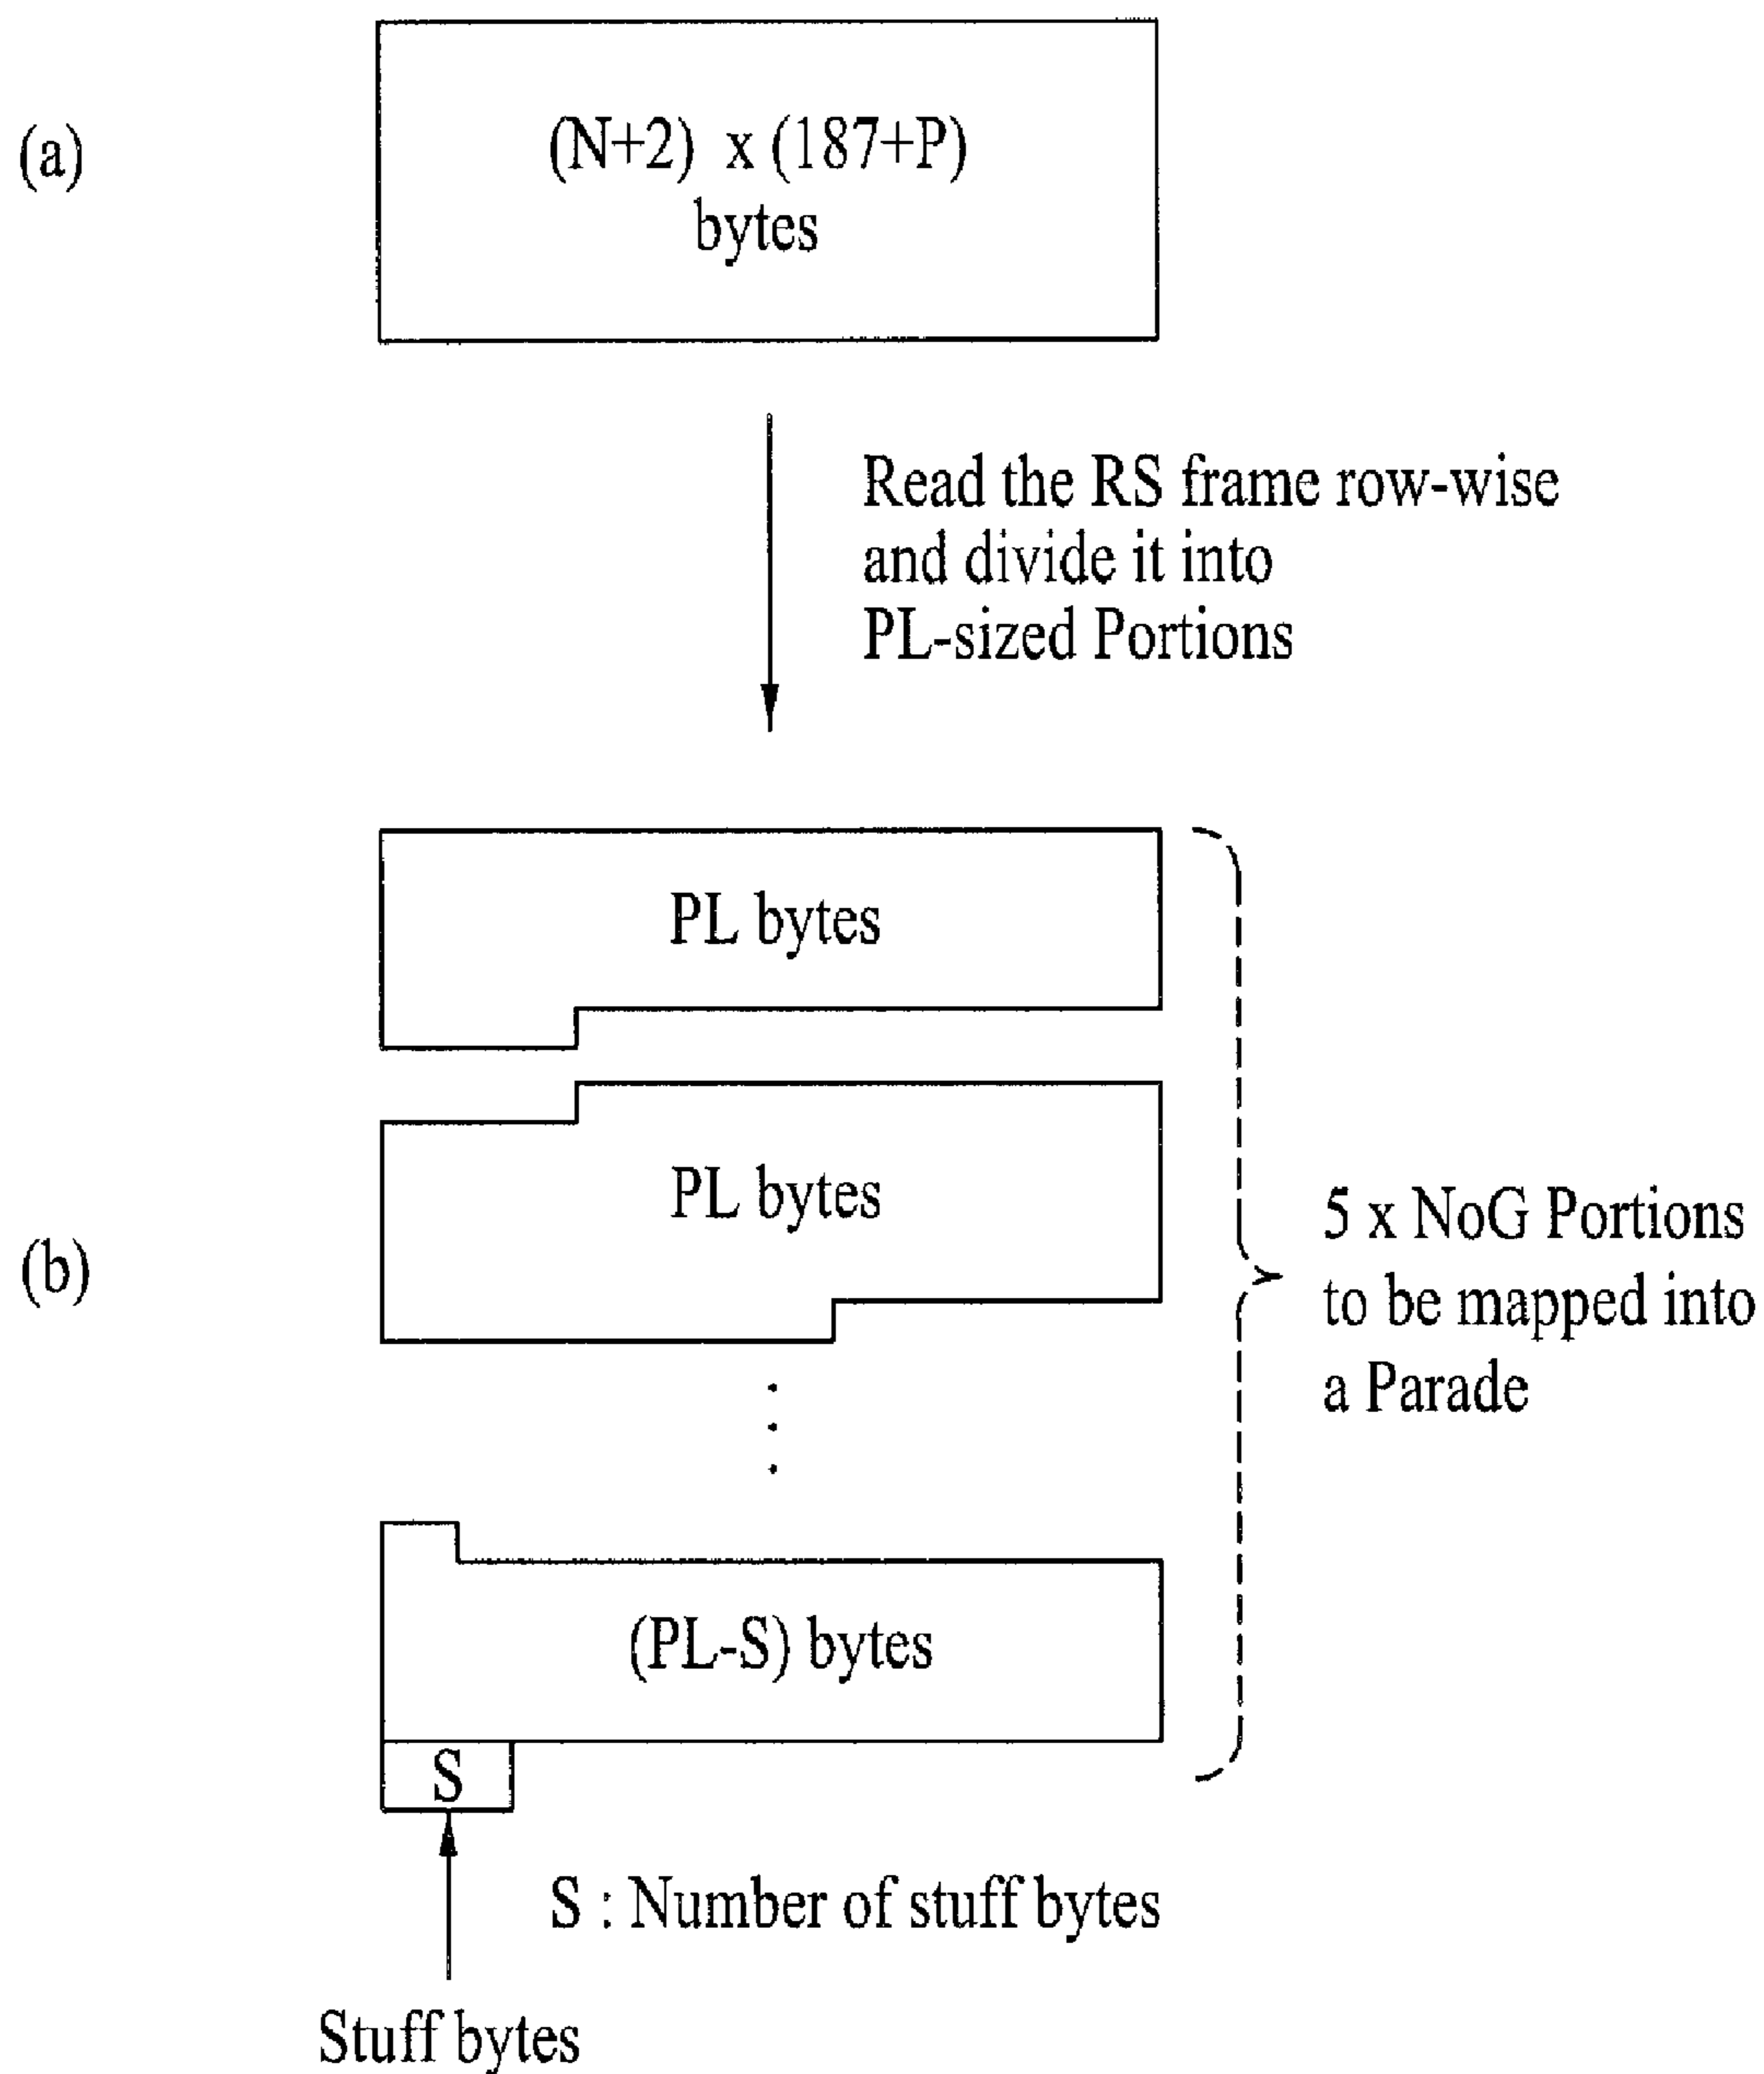 (a)
(N+2) x (187+P)
bytes
Read the RS frame row-wise
and divide it into
PL-sized Portions
(b)
PL bytes
PL bytes
5 x NoG Portions
to be mapped into
a Parade
(PL-S) bytes
S
S : Number of stuff bytes
Stuff bytes